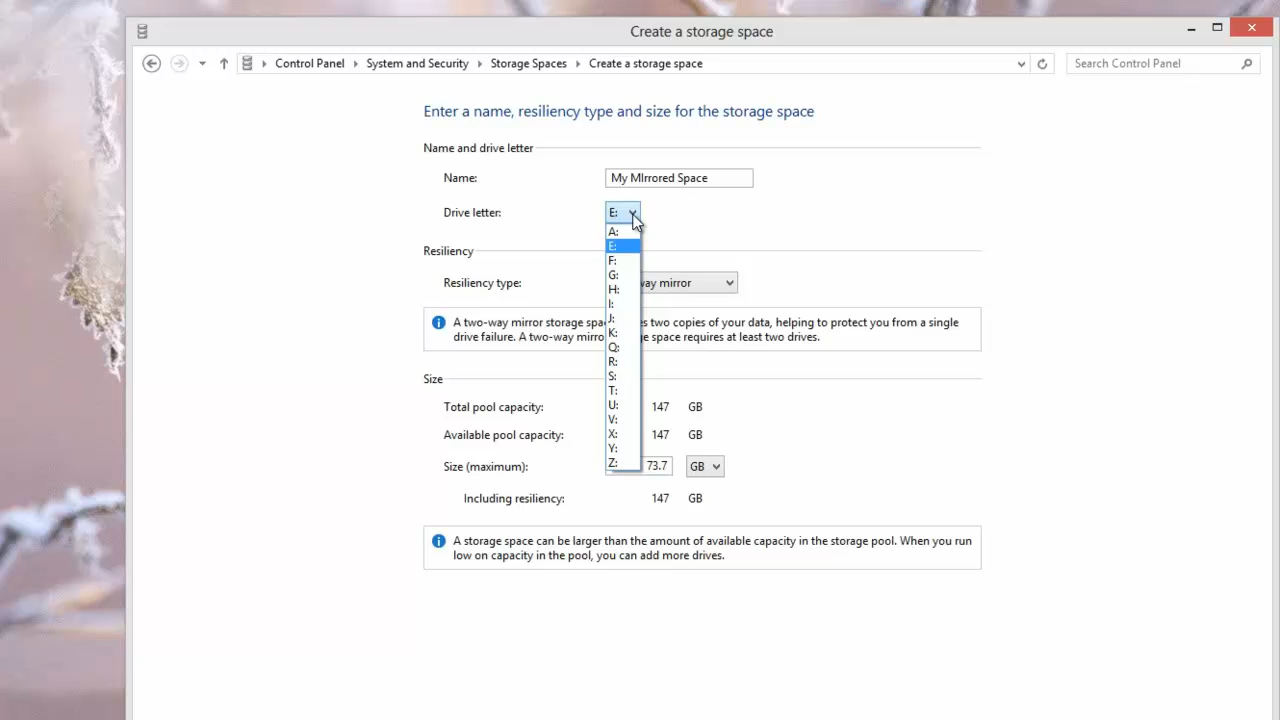 Create a storage space
Control Panel System and Security Storage Spaces Create a storage space
Search Control Panel
Enter a name, resiliency type and size for the storage space
Name and drive letter
Name: My MIrrored Space
Drive letter: E:
A:
E:
F:
G:
H:
I:
J:
K:
Q:
R:
S:
T:
U:
V:
X:
Y:
Z:
Resiliency
Resiliency type: way mirror
A two-way mirror storage spa es two copies of your data, helping to protect you from a single
drive failure. A two-way mirro space requires at least two drives.
Size
Total pool capacity: 147 GB
Available pool capacity: 147 GB
Size (maximum): 73.7 GB
Including resiliency: 147 GB
A storage space can be larger than the amount of available capacity in the storage pool. When you run
low on capacity in the pool, you can add more drives.